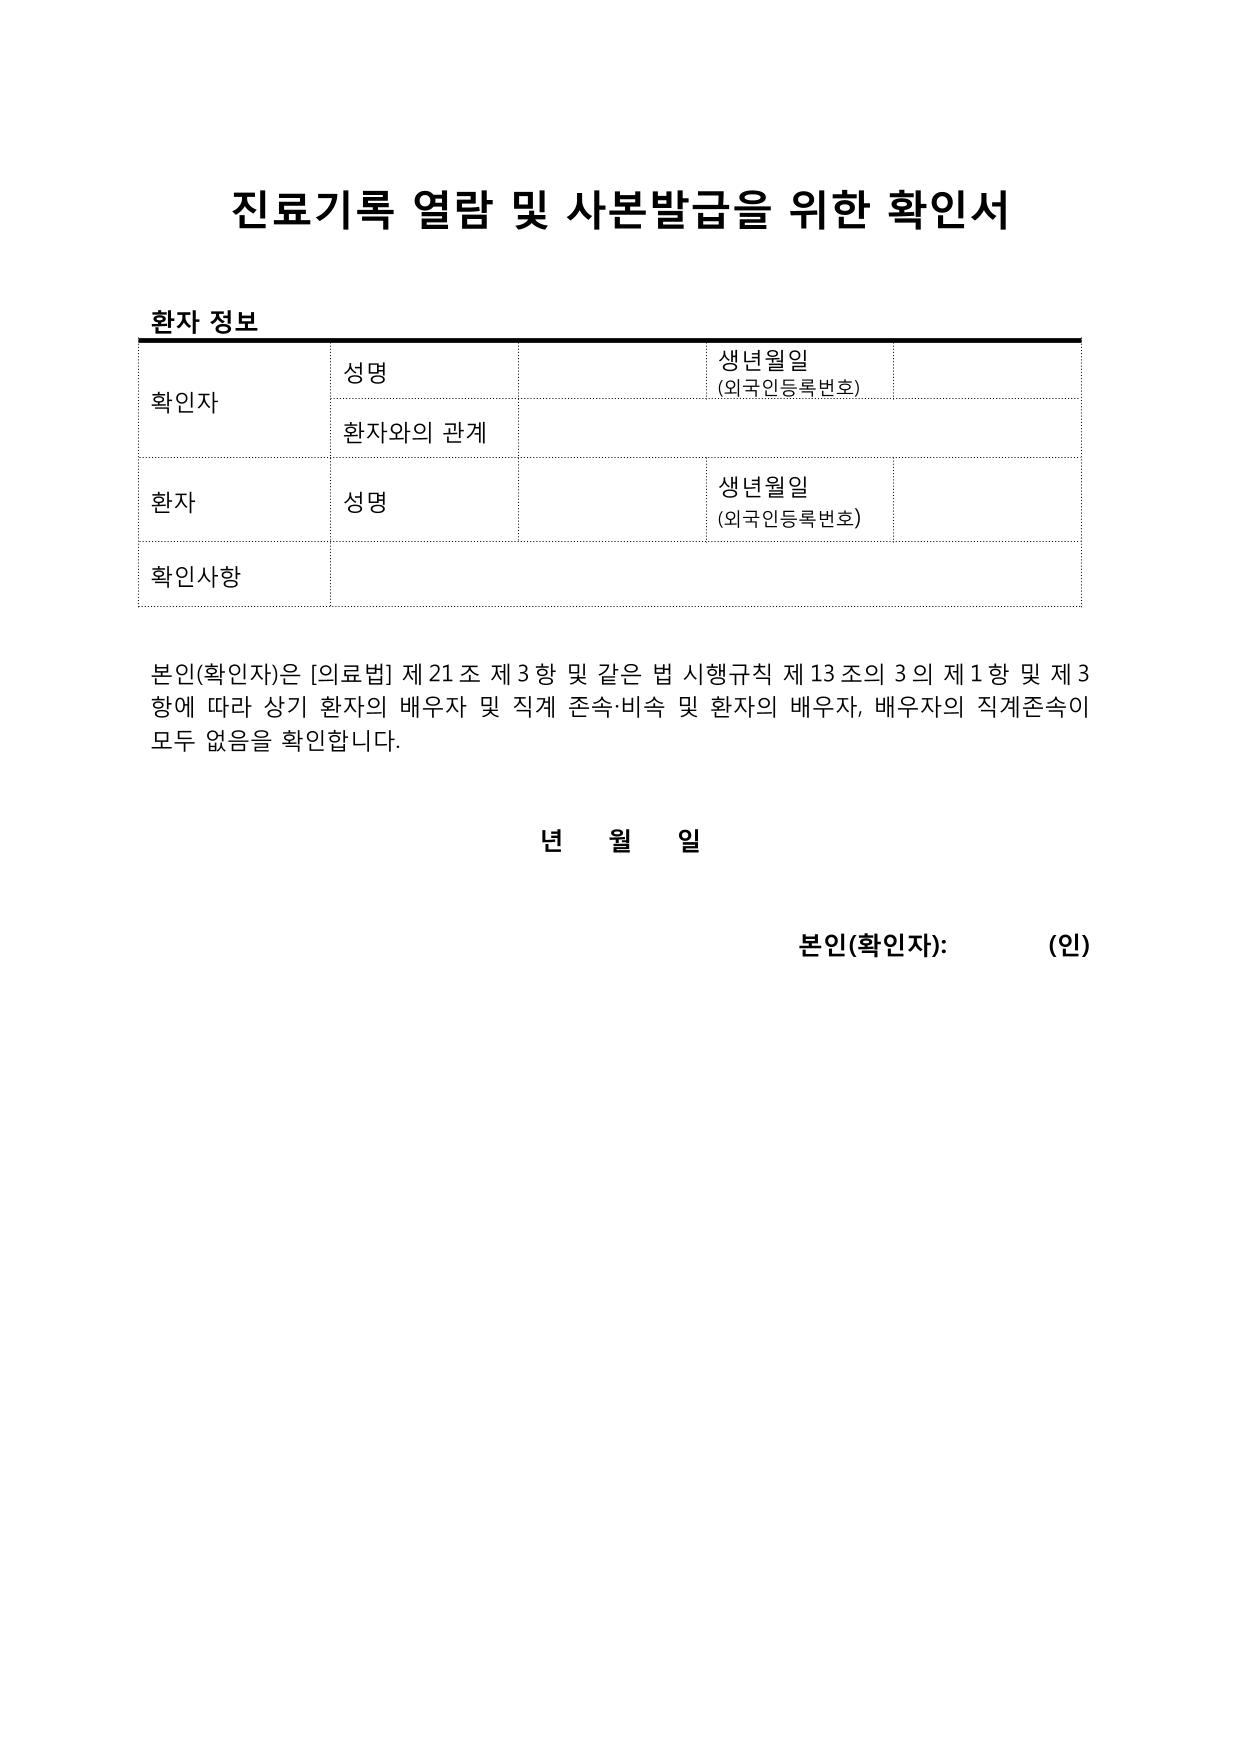 진료기록 열람 및 사본발급을 위한 확인서
환자 정보
확인자
성명
생년월일
(외국인등록번호)
환자와의 관계
환자
성명
생년월일
(외국인등록번호)
확인사항
본인(확인자)은 [의료법] 제 21 조 제 3 항 및 같은 법 시행규칙 제 13 조의 3 의 제 1 항 및 제 3
항에 따라 상기 환자의 배우자 및 직계 존속·비속 및 환자의 배우자, 배우자의 직계존속이
모두 없음을 확인합니다.
년 월 일
본인(확인자): (인)